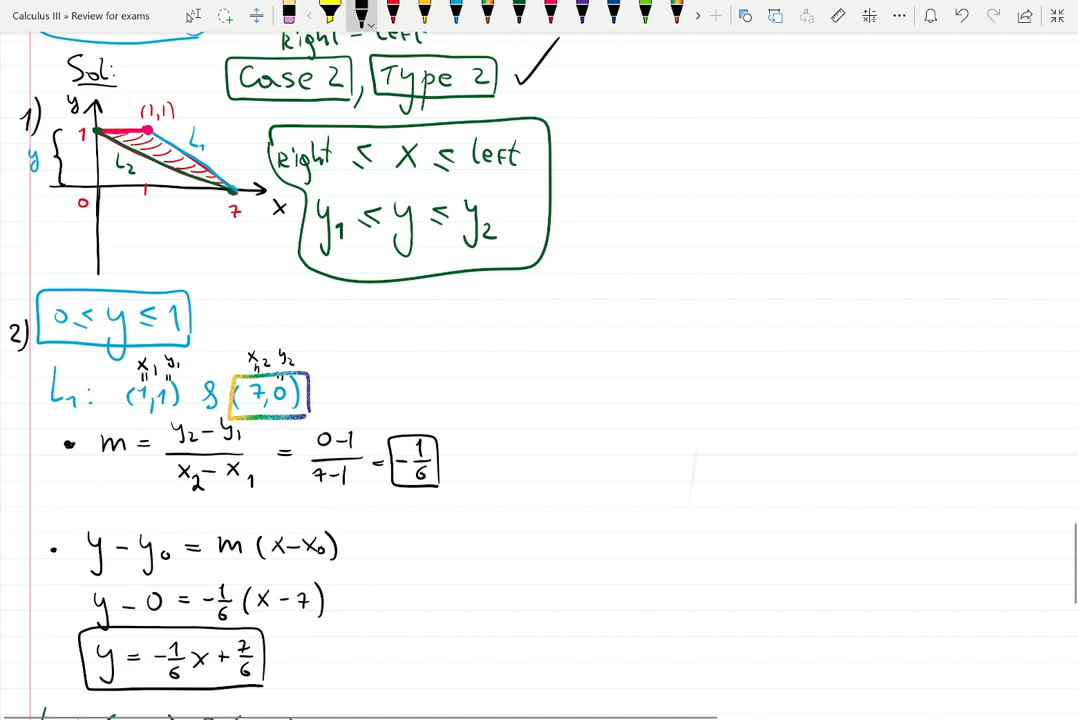 Calculus III » Review for exams
Right - Left
Sol:
Case 2, Type 2 ✓
1)
y
(1,1)
1
L₁
y
L₂
0
7
x
Right ≤ x ≤ left
y₁ ≤ y ≤ y₂
2)
0 ≤ y ≤ 1
x₁ y₁ x₂ y₂
L₁: (1,1) & (7,0)
• m = (y₂ - y₁)/(x₂ - x₁) = (0-1)/(7-1) = -1/6
• y - y₀ = m (x - x₀)
y - 0 = -1/6 (x - 7)
y = -1/6 x + 7/6